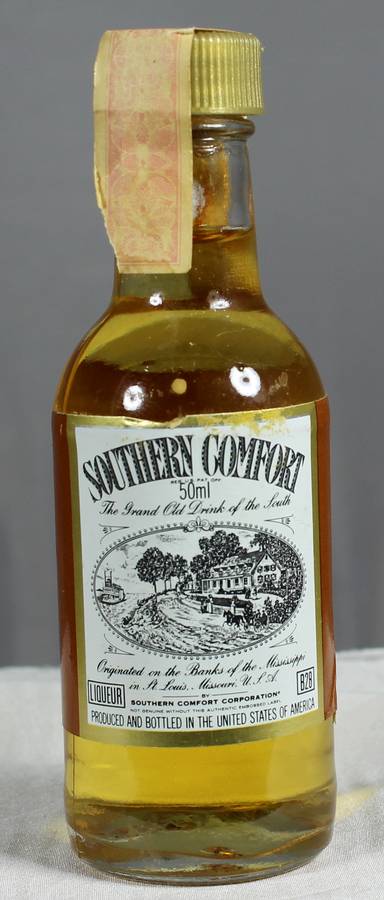 SOUTHERN COMFORT
REG. U.S. PAT. OFF.
50ml
The Grand Old Drink of the South
Originated on the Banks of the Mississippi
in St. Louis, Missouri, U.S.A.
LIQUEUR
BY
B28
SOUTHERN COMFORT CORPORATION
NOT GENUINE WITHOUT THIS AUTHENTIC EMBOSSED LABEL
PRODUCED AND BOTTLED IN THE UNITED STATES OF AMERICA